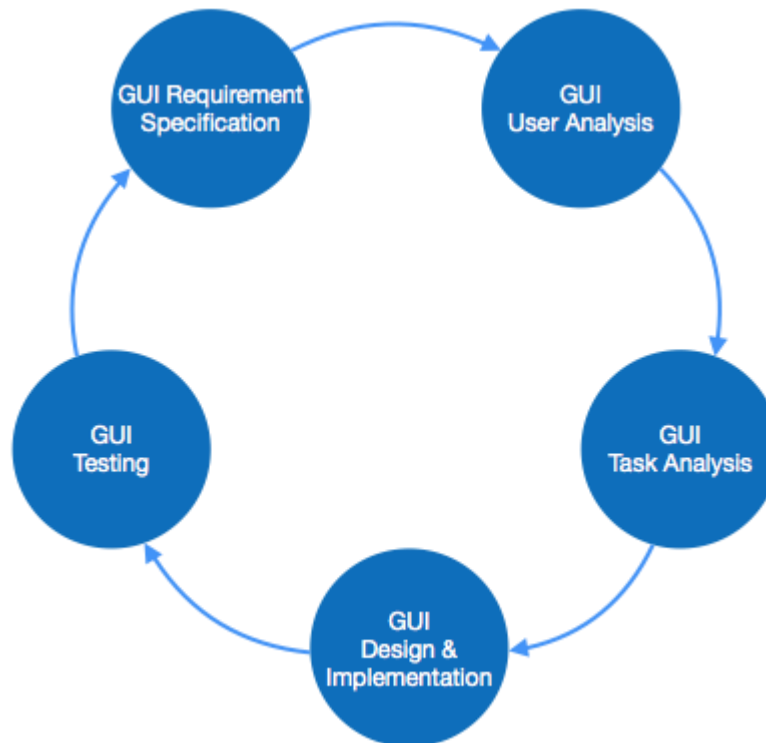 GUI Requirement
Specification
GUI
User Analysis
GUI
Task Analysis
GUI
Design &
Implementation
GUI
Testing